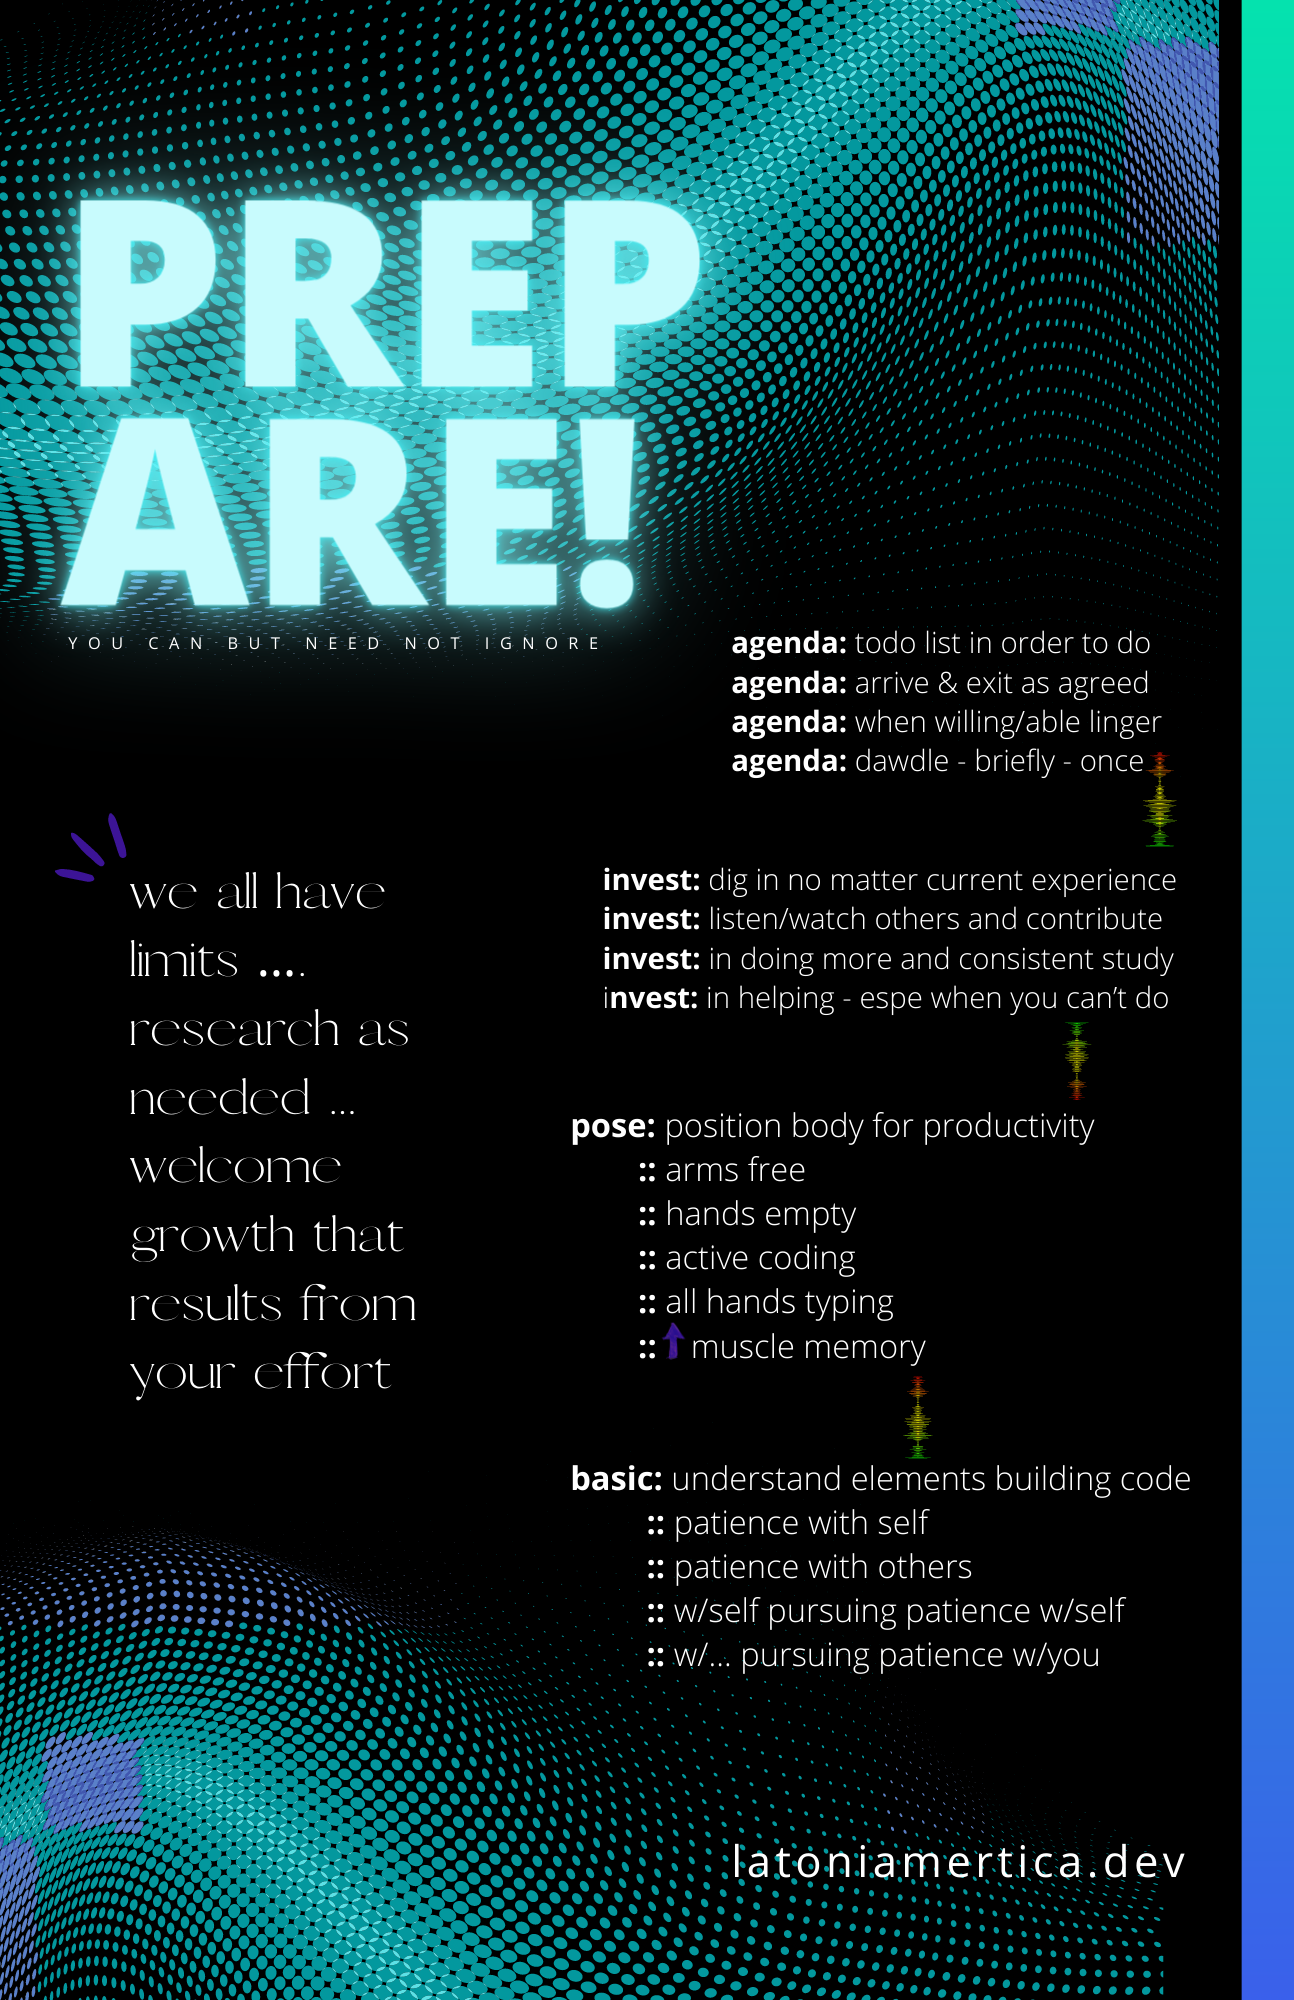 PREP
ARE!
YOU CAN BUT NEED NOT IGNORE
agenda: todo list in order to do
agenda: arrive & exit as agreed
agenda: when willing/able linger
agenda: dawdle - briefly - once
we all have
limits ....
research as
needed ...
welcome
growth that
results from
your effort
invest: dig in no matter current experience
invest: listen/watch others and contribute
invest: in doing more and consistent study
invest: in helping - espe when you can't do
pose: position body for productivity
:: arms free
:: hands empty
:: active coding
:: all hands typing
:: muscle memory
basic: understand elements building code
:: patience with self
:: patience with others
:: w/self pursuing patience w/self
:: w/... pursuing patience w/you
latoniamertica.dev